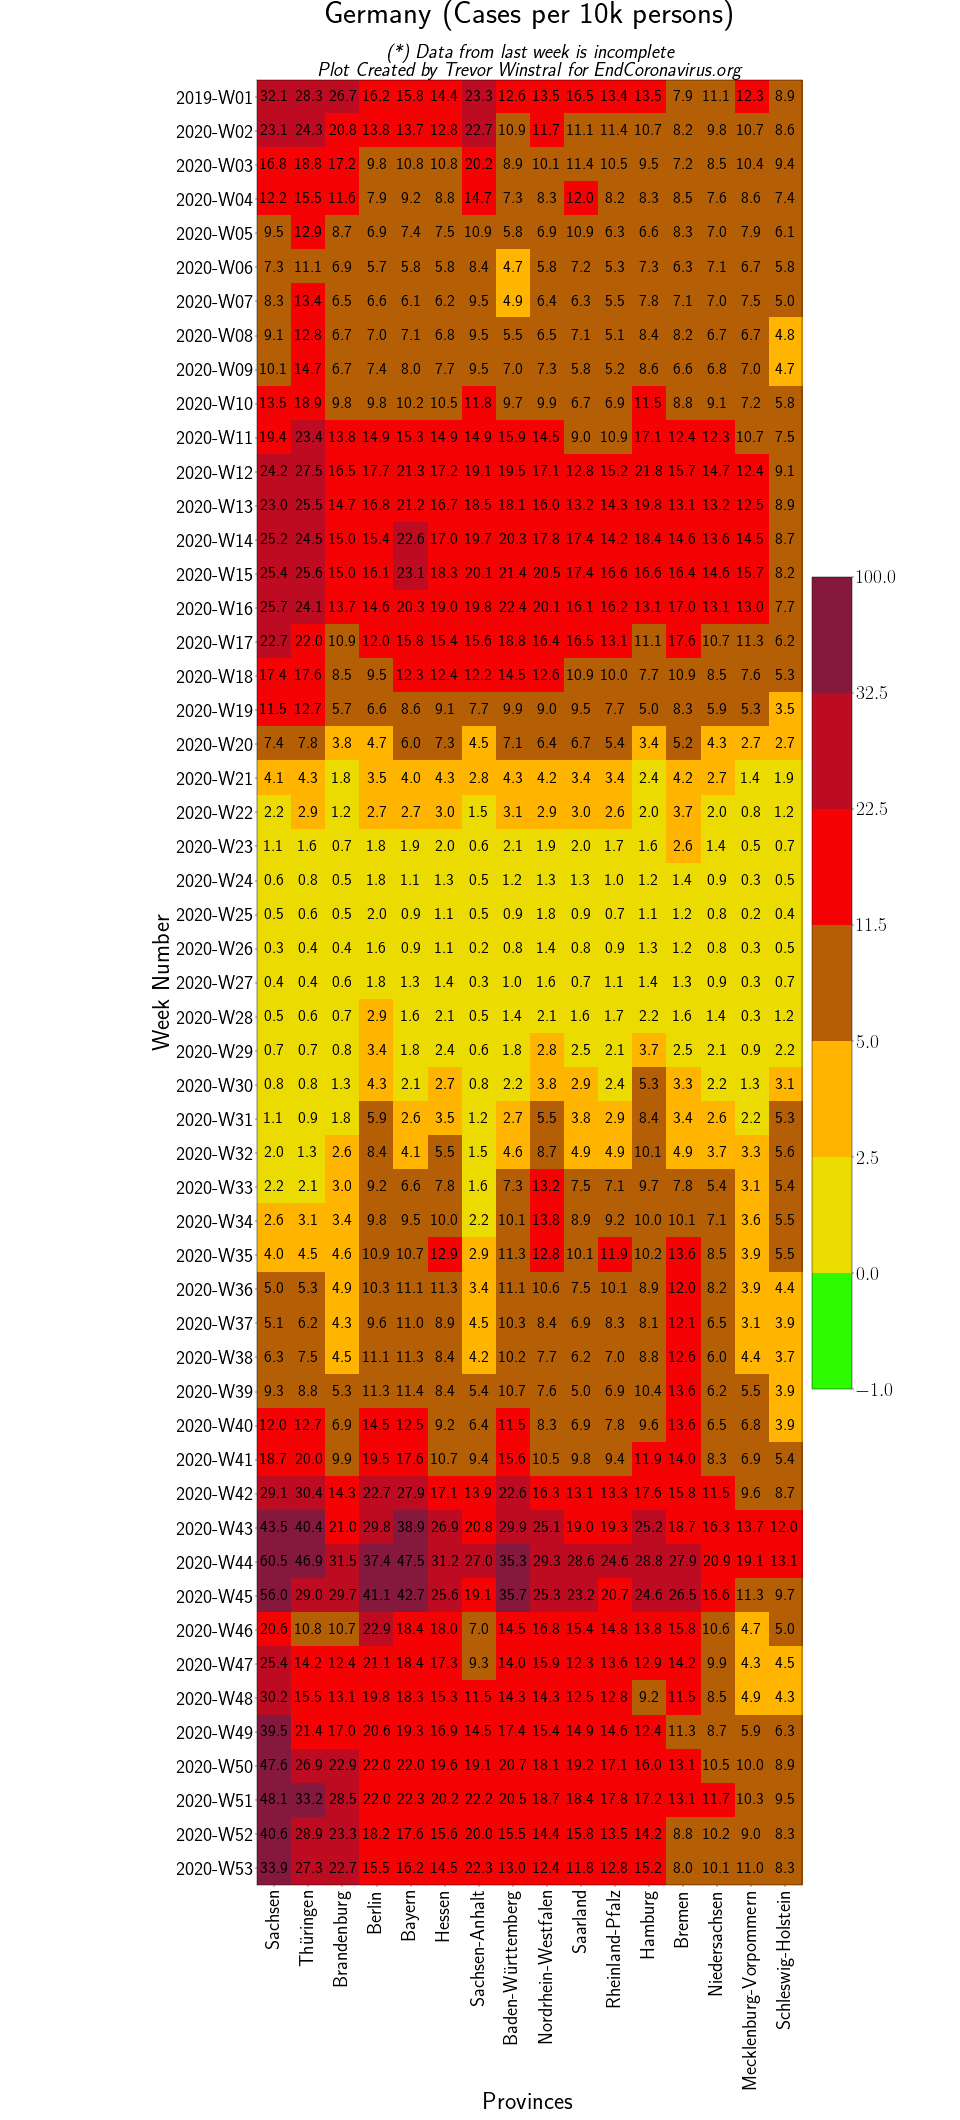 Germany (Cases per 10k persons)
(*) Data from last week is incomplete
Plot Created by Trevor Winstral for EndCoronavirus.org
2019-W01 32.1 28.3 26.7 16.2 15.8 14.4 23.3 12.6 13.5 16.5 13.4 13.5 7.9 11.1 12.3 8.9
2020-W02 23.1 24.3 20.8 13.8 13.7 12.8 22.7 10.9 11.7 11.1 11.4 10.7 8.2 9.8 10.7 8.6
2020-W03 16.8 18.8 17.2 9.8 10.8 10.8 20.2 8.9 10.1 11.4 10.5 9.5 7.2 8.5 10.4 9.4
2020-W04 12.2 15.5 11.6 7.9 9.2 8.8 14.7 7.3 8.3 12.0 8.2 8.3 8.5 7.6 8.6 7.4
2020-W05 9.5 12.9 8.7 6.9 7.4 7.5 10.9 5.8 6.9 10.9 6.3 6.6 8.3 7.0 7.9 6.1
2020-W06 7.3 11.1 6.9 5.7 5.8 5.8 8.4 4.7 5.8 7.2 5.3 7.3 6.3 7.1 6.7 5.8
2020-W07 8.3 13.4 6.5 6.6 6.1 6.2 9.5 4.9 6.4 6.3 5.5 7.8 7.1 7.0 7.5 5.0
2020-W08 9.1 12.8 6.7 7.0 7.1 6.8 9.5 5.5 6.5 7.1 5.1 8.4 8.2 6.7 6.7 4.8
2020-W09 10.1 14.7 6.7 7.4 8.0 7.7 9.5 7.0 7.3 5.8 5.2 8.6 6.6 6.8 7.0 4.7
2020-W10 13.5 18.9 9.8 9.8 10.2 10.5 11.8 9.7 9.9 6.7 6.9 11.5 8.8 9.1 7.2 5.8
2020-W11 19.4 23.4 13.8 14.9 15.3 14.9 14.9 15.9 14.5 9.0 10.9 17.1 12.4 12.3 10.7 7.5
2020-W12 24.2 27.5 16.5 17.7 21.3 17.2 19.1 19.5 17.1 12.8 15.2 21.8 15.7 14.7 12.4 9.1
2020-W13 23.0 25.5 14.7 16.8 21.2 16.7 18.5 18.1 16.0 13.2 14.3 19.8 13.1 13.2 12.5 8.9
2020-W14 25.2 24.5 15.0 15.4 22.6 17.0 19.7 20.3 17.8 17.4 14.2 18.4 14.6 13.6 14.5 8.7
2020-W15 25.4 25.6 15.0 16.1 23.1 18.3 20.1 21.4 20.5 17.4 16.6 16.6 16.4 14.6 15.7 8.2
2020-W16 25.7 24.1 13.7 14.6 20.3 19.0 19.8 22.4 20.1 16.1 16.2 13.1 17.0 13.1 13.0 7.7
2020-W17 22.7 22.0 10.9 12.0 15.8 15.4 15.6 18.8 16.4 16.5 13.1 11.1 17.6 10.7 11.3 6.2
2020-W18 17.4 17.6 8.5 9.5 12.3 12.4 12.2 14.5 12.6 10.9 10.0 7.7 10.9 8.5 7.6 5.3
2020-W19 11.5 12.7 5.7 6.6 8.6 9.1 7.7 9.9 9.0 9.5 7.7 5.0 8.3 5.9 5.3 3.5
2020-W20 7.4 7.8 3.8 4.7 6.0 7.3 4.5 7.1 6.4 6.7 5.4 3.4 5.2 4.3 2.7 2.7
2020-W21 4.1 4.3 1.8 3.5 4.0 4.3 2.8 4.3 4.2 3.4 3.4 2.4 4.2 2.7 1.4 1.9
2020-W22 2.2 2.9 1.2 2.7 2.7 3.0 1.5 3.1 2.9 3.0 2.6 2.0 3.7 2.0 0.8 1.2
2020-W23 1.1 1.6 0.7 1.8 1.9 2.0 0.6 2.1 1.9 2.0 1.7 1.6 2.6 1.4 0.5 0.7
2020-W24 0.6 0.8 0.5 1.8 1.1 1.3 0.5 1.2 1.3 1.3 1.0 1.2 1.4 0.9 0.3 0.5
2020-W25 0.5 0.6 0.5 2.0 0.9 1.1 0.5 0.9 1.8 0.9 0.7 1.1 1.2 0.8 0.2 0.4
2020-W26 0.3 0.4 0.4 1.6 0.9 1.1 0.2 0.8 1.4 0.8 0.9 1.3 1.2 0.8 0.3 0.5
2020-W27 0.4 0.4 0.6 1.8 1.3 1.4 0.3 1.0 1.6 0.7 1.1 1.4 1.3 0.9 0.3 0.7
2020-W28 0.5 0.6 0.7 2.9 1.6 2.1 0.5 1.4 2.1 1.6 1.7 2.2 1.6 1.4 0.3 1.2
2020-W29 0.7 0.7 0.8 3.4 1.8 2.4 0.6 1.8 2.8 2.5 2.1 3.7 2.5 2.1 0.9 2.2
2020-W30 0.8 0.8 1.3 4.3 2.1 2.7 0.8 2.2 3.8 2.9 2.4 5.3 3.3 2.2 1.3 3.1
2020-W31 1.1 0.9 1.8 5.9 2.6 3.5 1.2 2.7 5.5 3.8 2.9 8.4 3.4 2.6 2.2 5.3
2020-W32 2.0 1.3 2.6 8.4 4.1 5.5 1.5 4.6 8.7 4.9 4.9 10.1 4.9 3.7 3.3 5.6
2020-W33 2.2 2.1 3.0 9.2 6.6 7.8 1.6 7.3 13.2 7.5 7.1 9.7 7.8 5.4 3.1 5.4
2020-W34 2.6 3.1 3.4 9.8 9.5 10.0 2.2 10.1 13.8 8.9 9.2 10.0 10.1 7.1 3.6 5.5
2020-W35 4.0 4.5 4.6 10.9 10.7 12.9 2.9 11.3 12.8 10.1 11.9 10.2 13.6 8.5 3.9 5.5
2020-W36 5.0 5.3 4.9 10.3 11.1 11.3 3.4 11.1 10.6 7.5 10.1 8.9 12.0 8.2 3.9 4.4
2020-W37 5.1 6.2 4.3 9.6 11.0 8.9 4.5 10.3 8.4 6.9 8.3 8.1 12.1 6.5 3.1 3.9
2020-W38 6.3 7.5 4.5 11.1 11.3 8.4 4.2 10.2 7.7 6.2 7.0 8.8 12.6 6.0 4.4 3.7
2020-W39 9.3 8.8 5.3 11.3 11.4 8.4 5.4 10.7 7.6 5.0 6.9 10.4 13.6 6.2 5.5 3.9
2020-W40 12.0 12.7 6.9 14.5 12.5 9.2 6.4 11.5 8.3 6.9 7.8 9.6 13.6 6.5 6.8 3.9
2020-W41 18.7 20.0 9.9 19.5 17.6 10.7 9.4 15.6 10.5 9.8 9.4 11.9 14.0 8.3 6.9 5.4
2020-W42 29.1 30.4 14.3 22.7 27.9 17.1 13.9 22.6 16.3 13.1 13.3 17.6 15.8 11.5 9.6 8.7
2020-W43 43.5 40.4 21.0 29.8 38.9 26.9 20.8 29.9 25.1 19.0 19.3 25.2 18.7 16.3 13.7 12.0
2020-W44 60.5 46.9 31.5 37.4 47.5 31.2 27.0 35.3 29.3 28.6 24.6 28.8 27.9 20.9 19.1 13.1
2020-W45 56.0 29.0 29.7 41.1 42.7 25.6 19.1 35.7 25.3 23.2 20.7 24.6 26.5 16.6 11.3 9.7
2020-W46 20.6 10.8 10.7 22.9 18.4 18.0 7.0 14.5 16.8 15.4 14.8 13.8 15.8 10.6 4.7 5.0
2020-W47 25.4 14.2 12.4 21.1 18.4 17.3 9.3 14.0 15.9 12.3 13.6 12.9 14.2 9.9 4.3 4.5
2020-W48 30.2 15.5 13.1 19.8 18.3 15.3 11.5 14.3 14.3 12.5 12.8 9.2 11.5 8.5 4.9 4.3
2020-W49 39.5 21.4 17.0 20.6 19.3 16.9 14.5 17.4 15.4 14.9 14.6 12.4 11.3 8.7 5.9 6.3
2020-W50 47.6 26.9 22.9 22.0 22.0 19.6 19.1 20.7 18.1 19.2 17.1 16.0 13.1 10.5 10.0 8.9
2020-W51 48.1 33.2 28.5 22.0 22.3 20.2 22.2 20.5 18.7 18.4 17.8 17.2 13.1 11.7 10.3 9.5
2020-W52 40.6 28.9 23.3 18.2 17.6 15.6 20.0 15.5 14.4 15.8 13.5 14.2 8.8 10.2 9.0 8.3
2020-W53 33.9 27.3 22.7 15.5 16.2 14.5 22.3 13.0 12.4 11.8 12.8 15.2 8.0 10.1 11.0 8.3
Week Number
Sachsen
Thüringen
Brandenburg
Berlin
Bayern
Hessen
Sachsen-Anhalt
Baden-Württemberg
Nordrhein-Westfalen
Saarland
Rheinland-Pfalz
Hamburg
Bremen
Niedersachsen
Mecklenburg-Vorpommern
Schleswig-Holstein
Provinces
100.0
32.5
22.5
11.5
5.0
2.5
0.0
−1.0